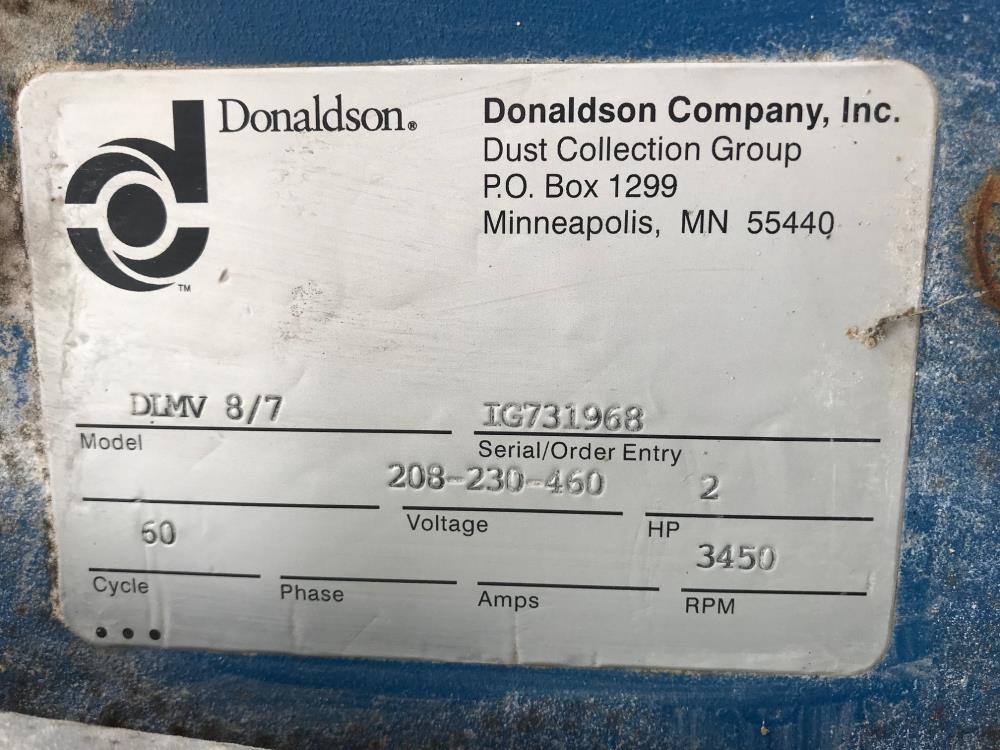 Donaldson®
Donaldson Company, Inc.
Dust Collection Group
P.O. Box 1299
Minneapolis, MN 55440
TM
DLMV 8/7
IG731968
Model
Serial/Order Entry
208-230-460
2
Voltage
HP
60
3450
Cycle
Phase
Amps
RPM